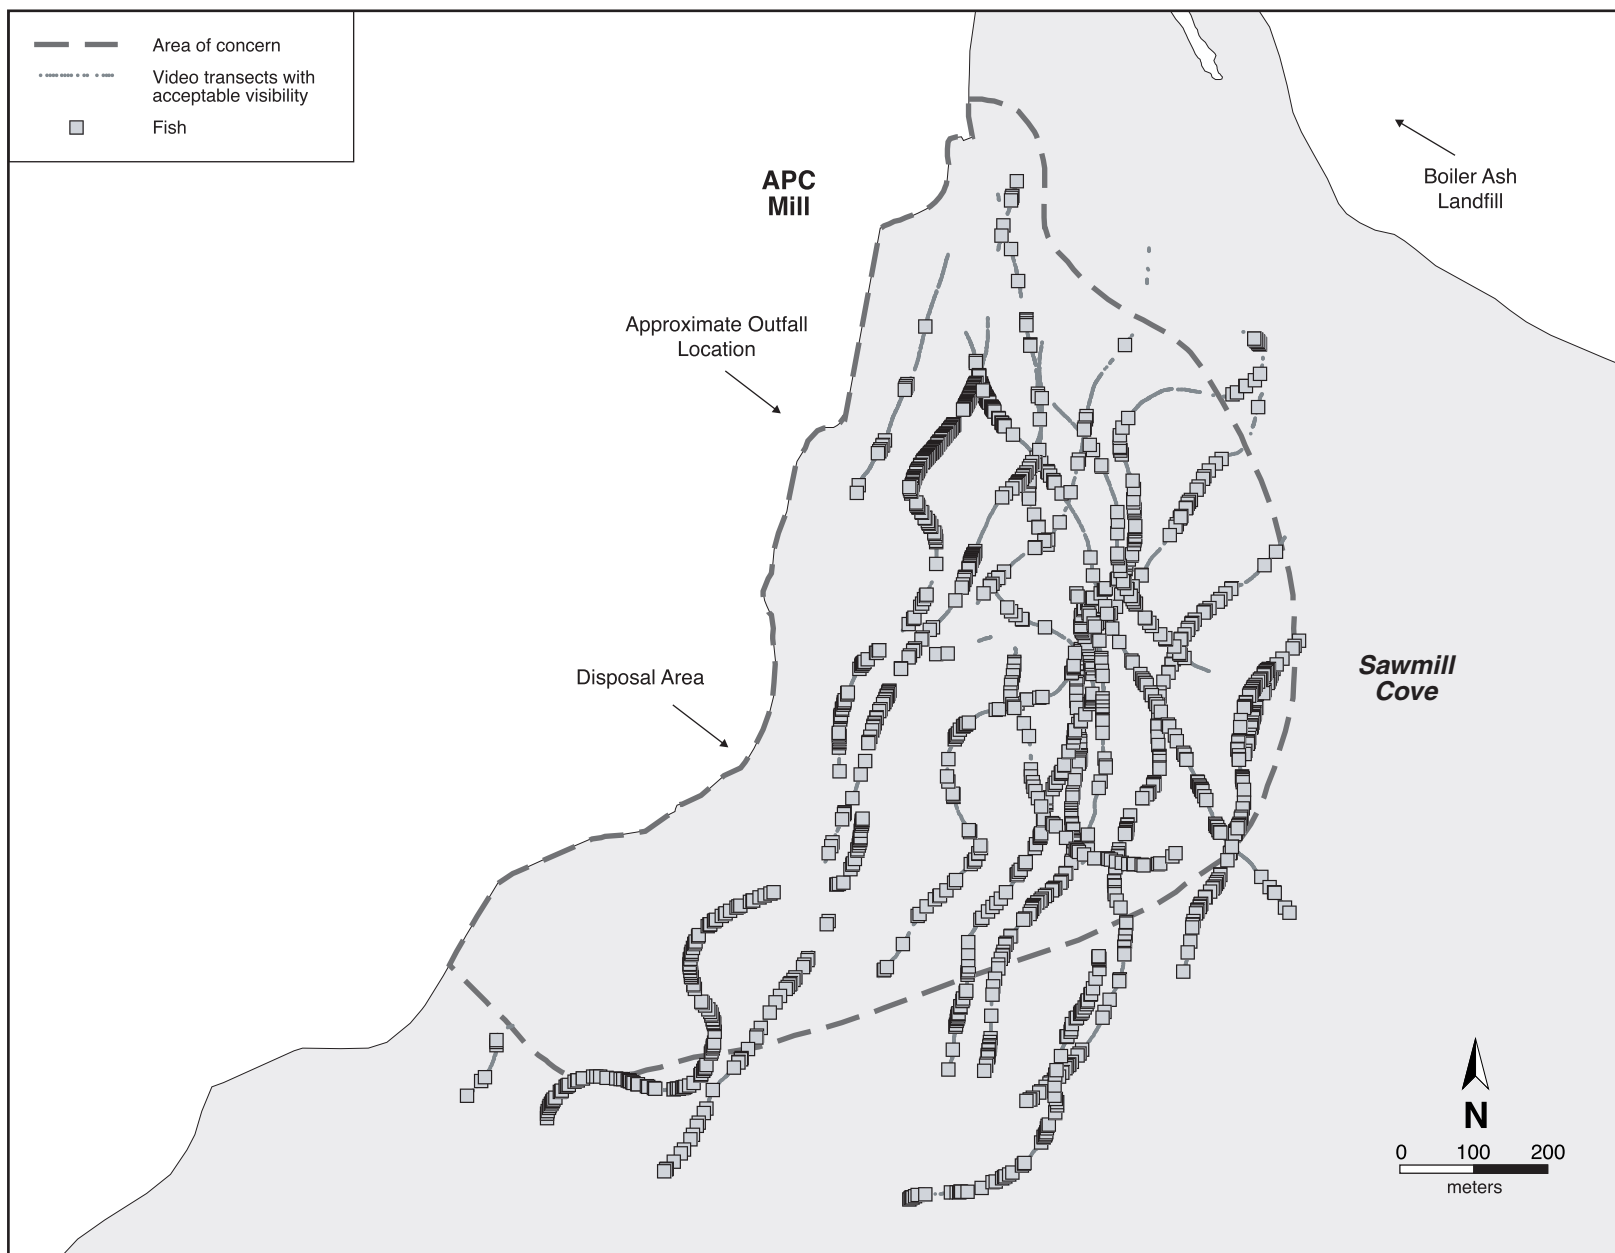 Area of concern
Video transects with
acceptable visibility
Fish
APC
Mill
Boiler Ash
Landfill
Approximate Outfall
Location
Disposal Area
Sawmill
Cove
N
0 100 200
meters